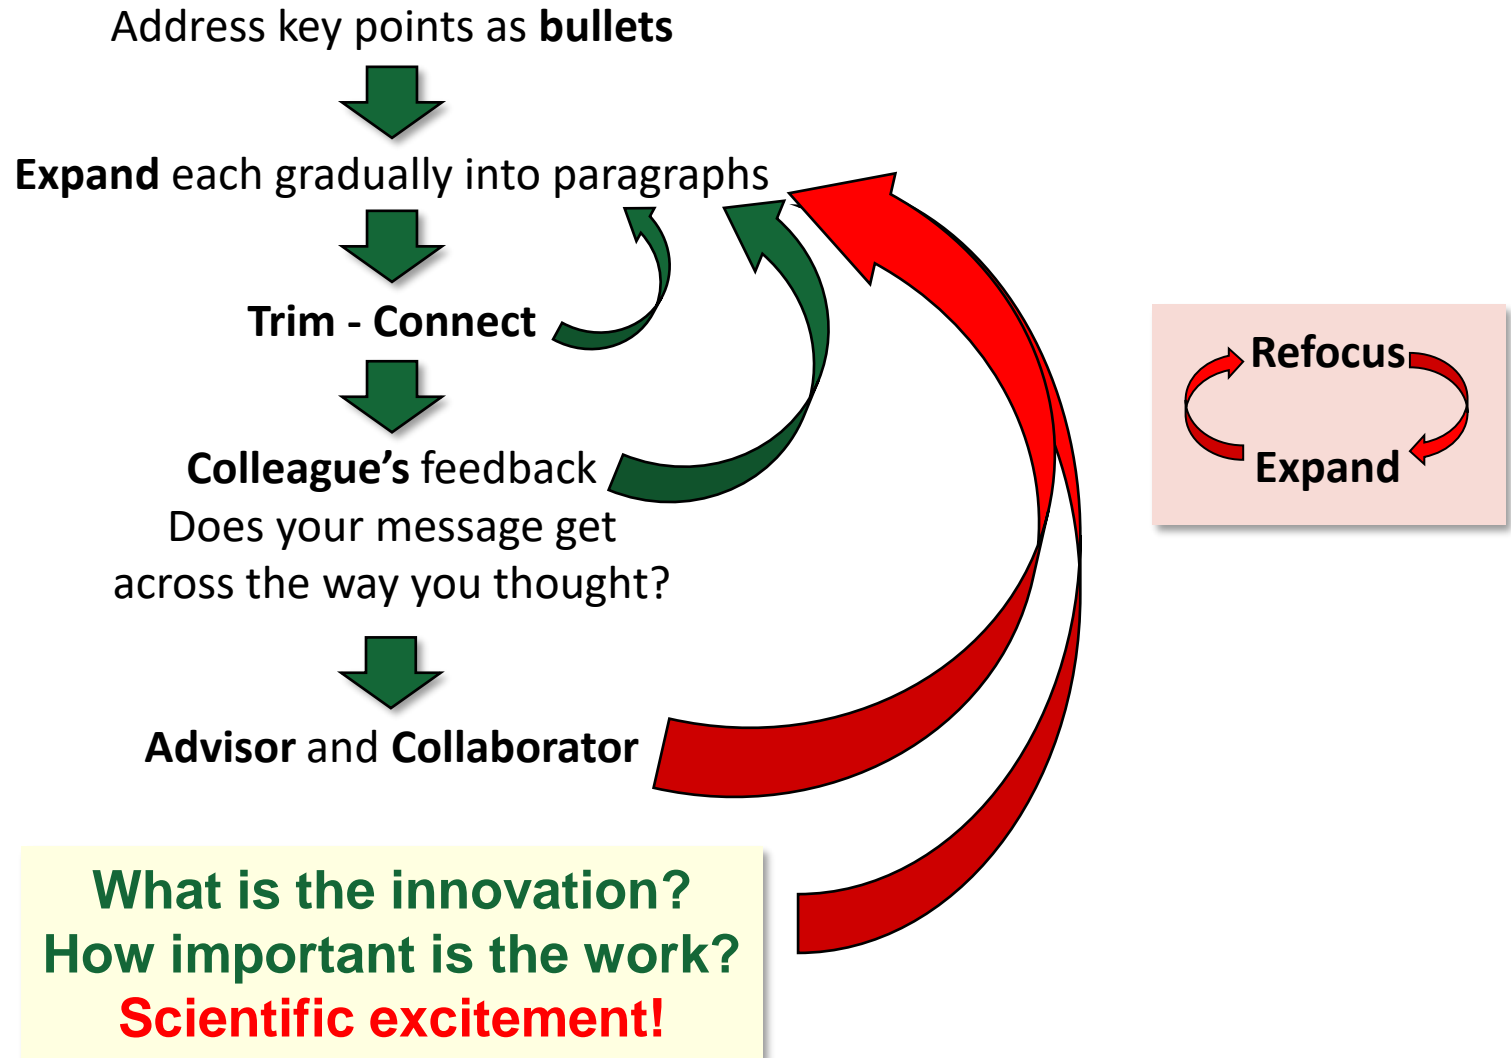 Address key points as bullets
Expand each gradually into paragraphs
Trim - Connect
Colleague’s feedback
Does your message get
across the way you thought?
Advisor and Collaborator
What is the innovation?
How important is the work?
Scientific excitement!
Refocus
Expand